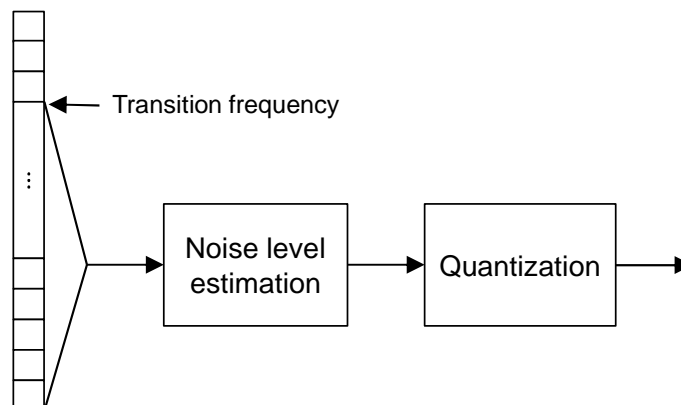 Transition frequency
...
Noise level
estimation
Quantization